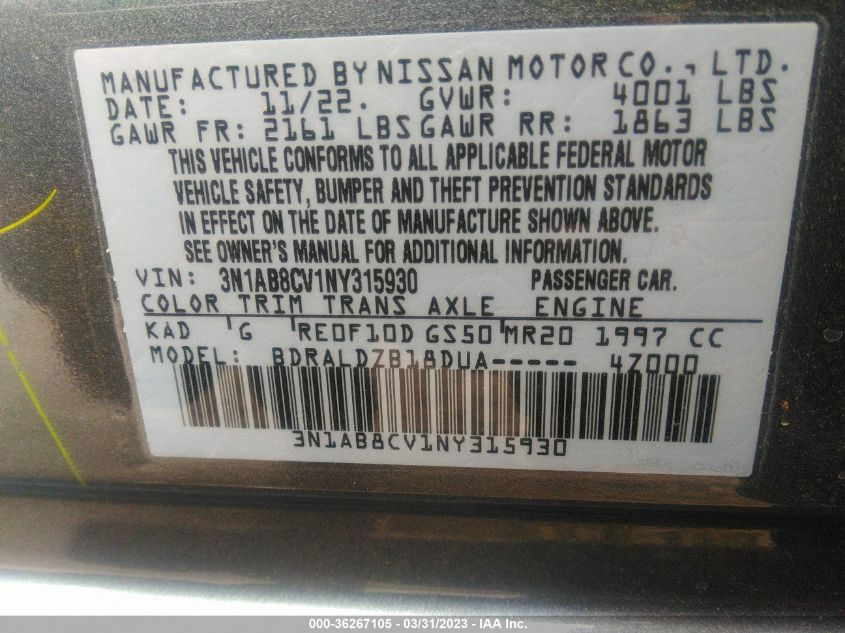 MANUFACTURED BY NISSAN MOTOR CO., LTD.
DATE: 11/22. GVWR: 4001 LBS
GAWR FR: 2161 LBS GAWR RR: 1863 LBS
THIS VEHICLE CONFORMS TO ALL APPLICABLE FEDERAL MOTOR
VEHICLE SAFETY, BUMPER AND THEFT PREVENTION STANDARDS
IN EFFECT ON THE DATE OF MANUFACTURE SHOWN ABOVE.
SEE OWNER'S MANUAL FOR ADDITIONAL INFORMATION.
VIN: 3N1AB8CV1NY315930 PASSENGER CAR.
COLOR TRIM TRANS AXLE ENGINE
KAD G RE0F10D GS50 MR20 1997 CC
MODEL: BDRALDZB18DUA----- 47000
3N1AB8CV1NY315930
000-36267105 — 03/31/2023 — IAA Inc.